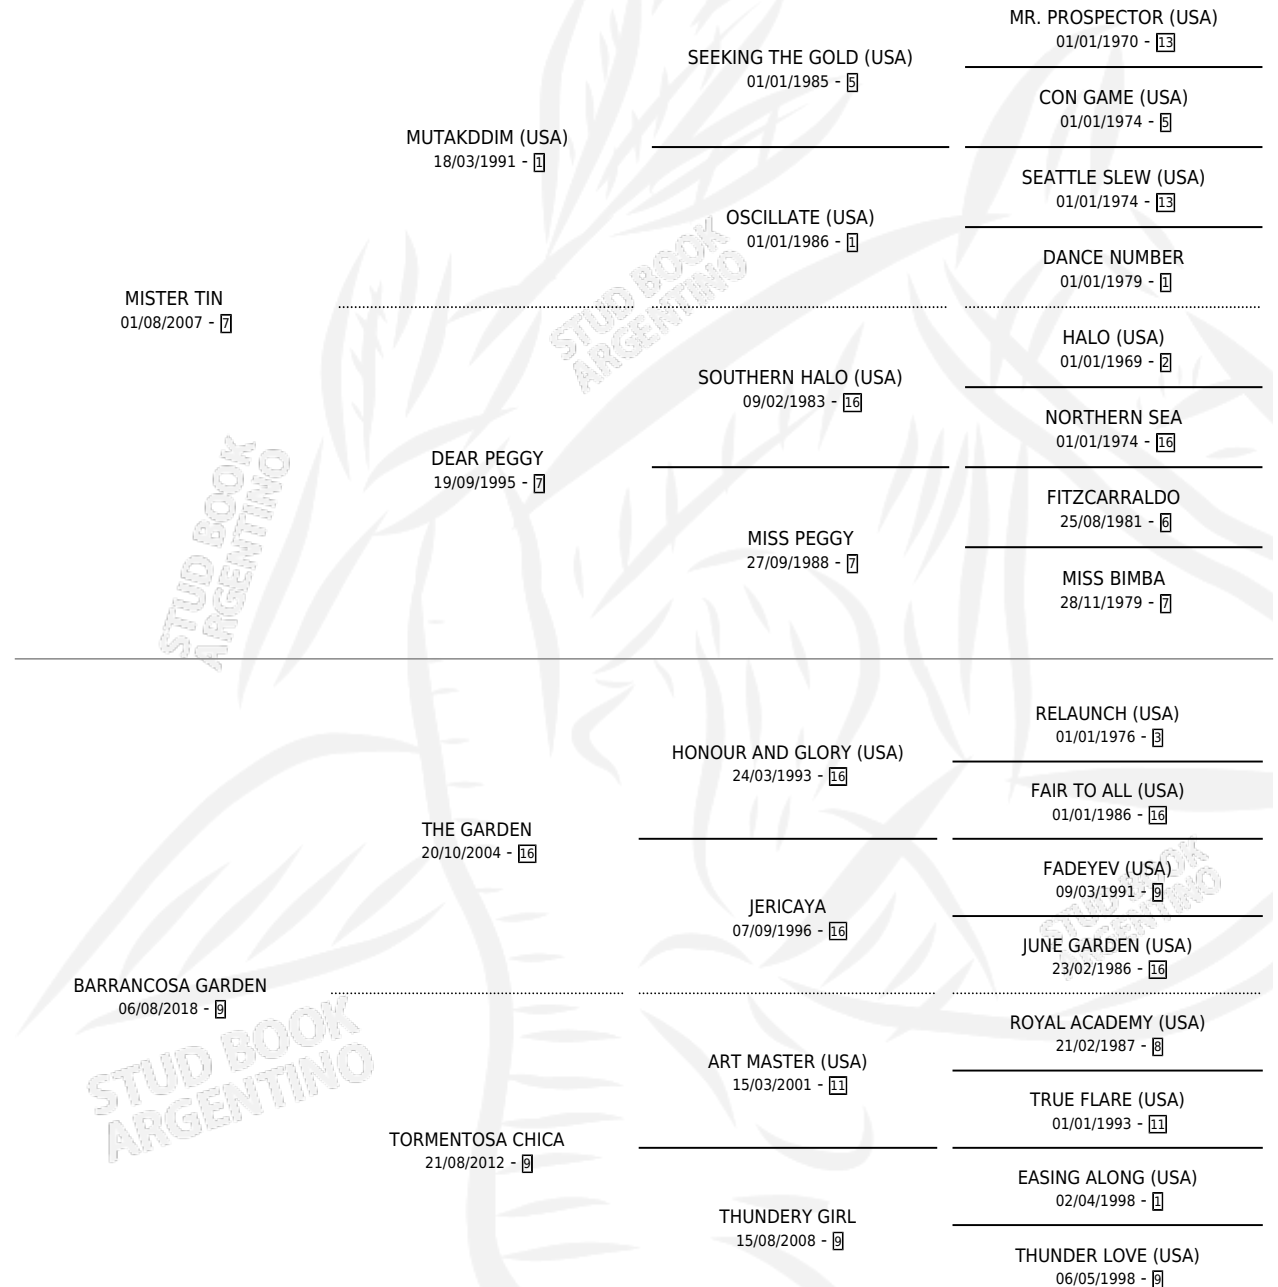 MR. PROSPECTOR (USA)
01/01/1970 - 13
SEEKING THE GOLD (USA)
01/01/1985 - 5
CON GAME (USA)
01/01/1974 - 5
MUTAKDDIM (USA)
18/03/1991 - 1
SEATTLE SLEW (USA)
01/01/1974 - 13
OSCILLATE (USA)
01/01/1986 - 1
DANCE NUMBER
01/01/1979 - 1
MISTER TIN
01/08/2007 - 7
HALO (USA)
01/01/1969 - 2
SOUTHERN HALO (USA)
09/02/1983 - 16
NORTHERN SEA
01/01/1974 - 16
DEAR PEGGY
19/09/1995 - 7
FITZCARRALDO
25/08/1981 - 6
MISS PEGGY
27/09/1988 - 7
MISS BIMBA
28/11/1979 - 7
STUD BOOK
ARGENTINO
STUD BOOK
ARGENTINO
RELAUNCH (USA)
01/01/1976 - 3
HONOUR AND GLORY (USA)
24/03/1993 - 16
FAIR TO ALL (USA)
01/01/1986 - 16
THE GARDEN
20/10/2004 - 16
FADEYEV (USA)
09/03/1991 - 9
JERICAYA
07/09/1996 - 16
JUNE GARDEN (USA)
23/02/1986 - 16
BARRANCOSA GARDEN
06/08/2018 - 9
ROYAL ACADEMY (USA)
21/02/1987 - 8
ART MASTER (USA)
15/03/2001 - 11
TRUE FLARE (USA)
01/01/1993 - 11
TORMENTOSA CHICA
21/08/2012 - 9
EASING ALONG (USA)
02/04/1998 - 1
THUNDERY GIRL
15/08/2008 - 9
THUNDER LOVE (USA)
06/05/1998 - 9
STUD BOOK
ARGENTINO
STUD BOOK
ARGENTINO